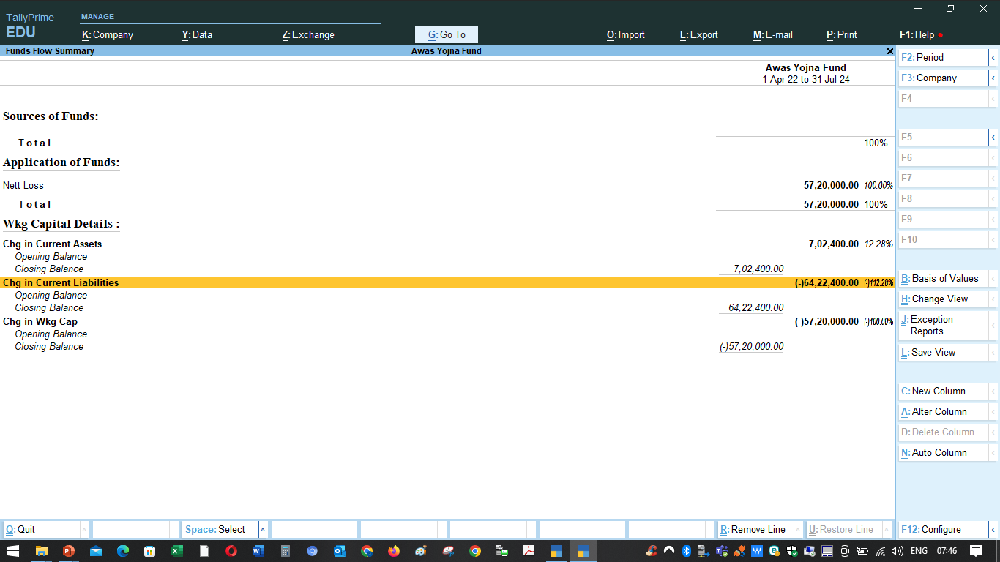 TallyPrime
EDU
MANAGE
K: Company Y: Data Z: Exchange G: Go To O: Import E: Export M: E-mail P: Print F1: Help
Funds Flow Summary Awas Yojna Fund
Awas Yojna Fund
1-Apr-22 to 31-Jul-24
Sources of Funds:
Total 100%
Application of Funds:
Nett Loss 57,20,000.00 100.00%
Total 57,20,000.00 100%
Wkg Capital Details :
Chg in Current Assets 7,02,400.00 12.28%
Opening Balance
Closing Balance 7,02,400.00
Chg in Current Liabilities (-)64,22,400.00 (-)112.28%
Opening Balance
Closing Balance 64,22,400.00
Chg in Wkg Cap (-)57,20,000.00 (-)100.00%
Opening Balance
Closing Balance (-)57,20,000.00
F2: Period
F3: Company
F4
F5
F6
F7
F8
F9
F10
B: Basis of Values
H: Change View
J: Exception
Reports
L: Save View
C: New Column
A: Alter Column
D: Delete Column
N: Auto Column
Q: Quit Space: Select R: Remove Line U: Restore Line F12: Configure
ENG 07:46